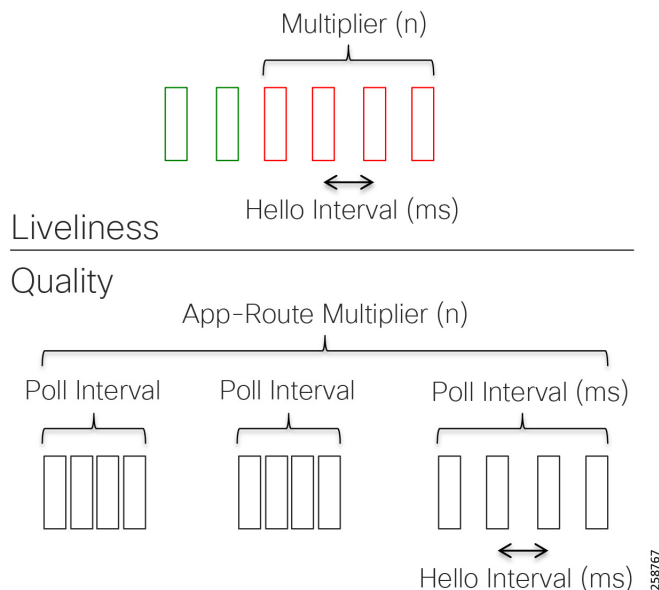 Multiplier (n)
Hello Interval (ms)
Liveliness
Quality
App-Route Multiplier (n)
Poll Interval
Poll Interval
Poll Interval (ms)
Hello Interval (ms)
258767